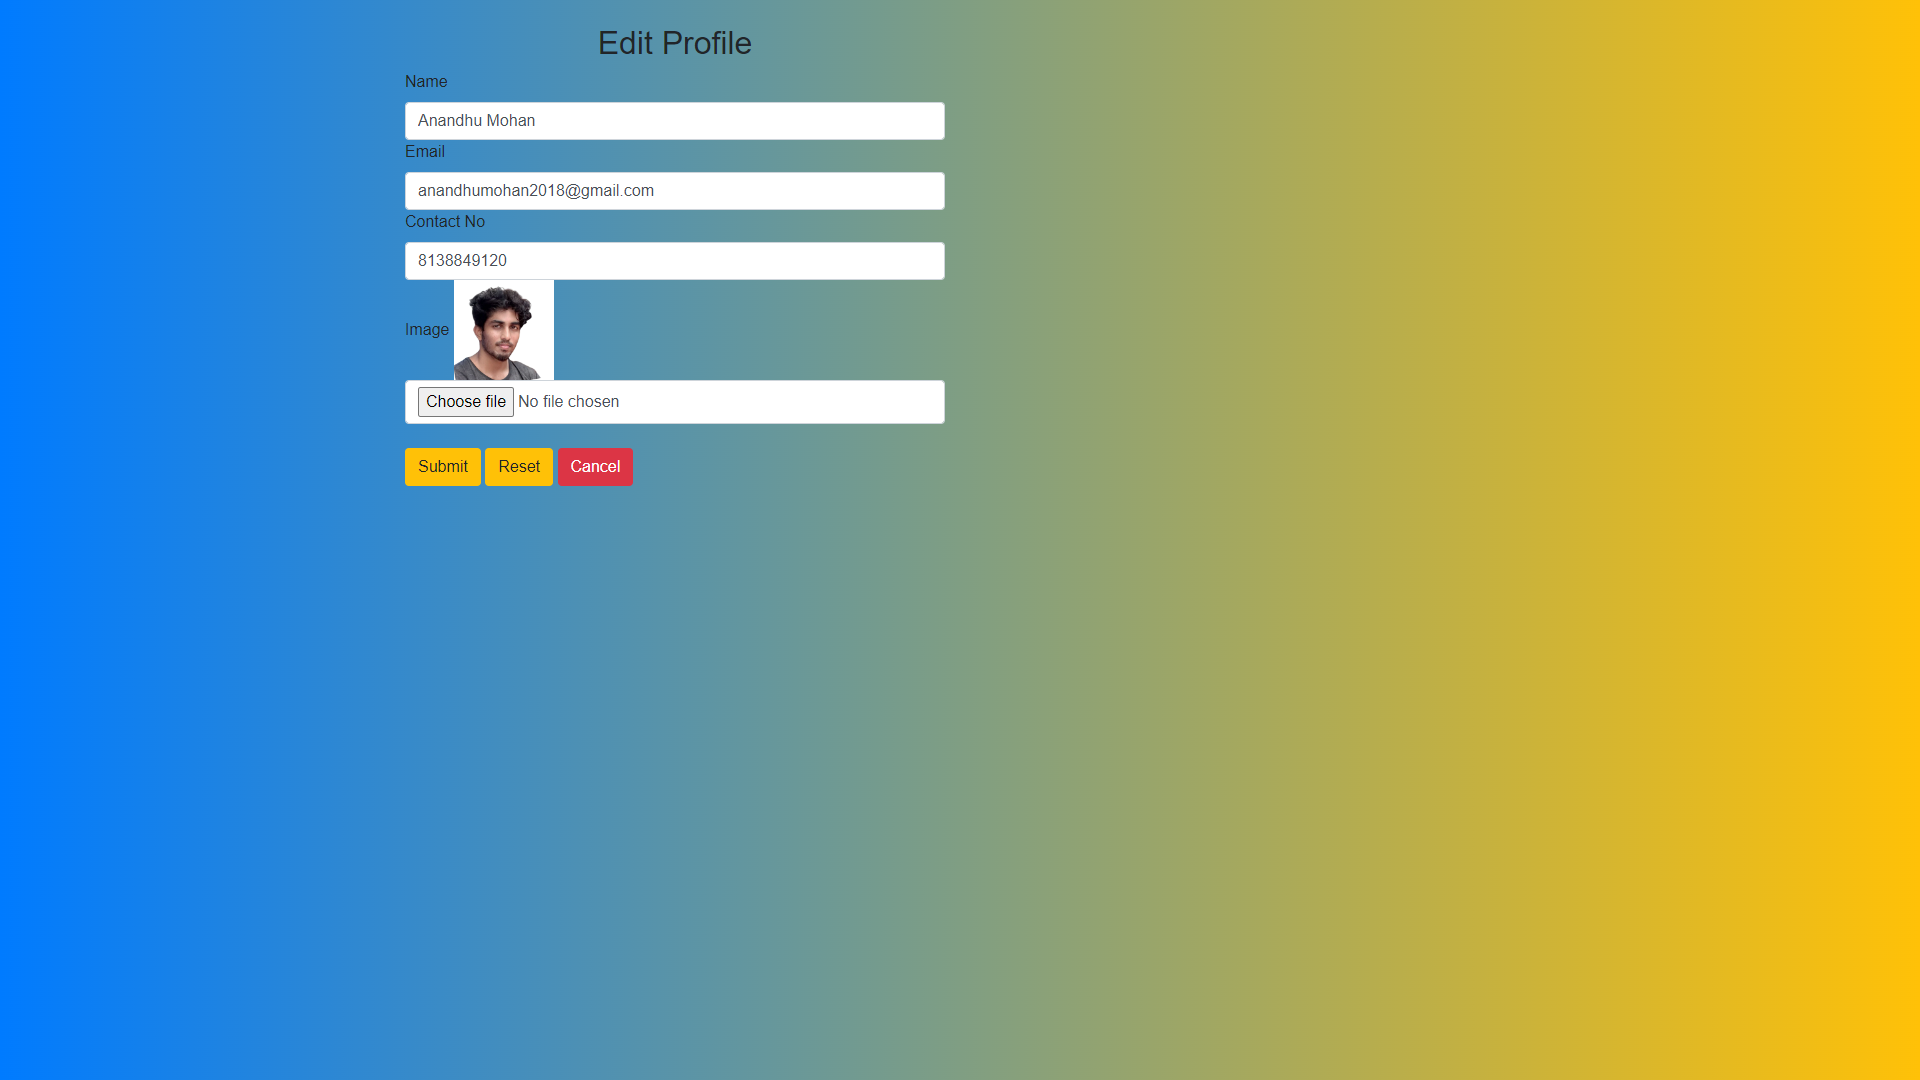 Edit Profile
Name
Anandhu Mohan
Email
anandhumohan2018@gmail.com
Contact No
8138849120
Image
Choose file No file chosen
Submit Reset Cancel